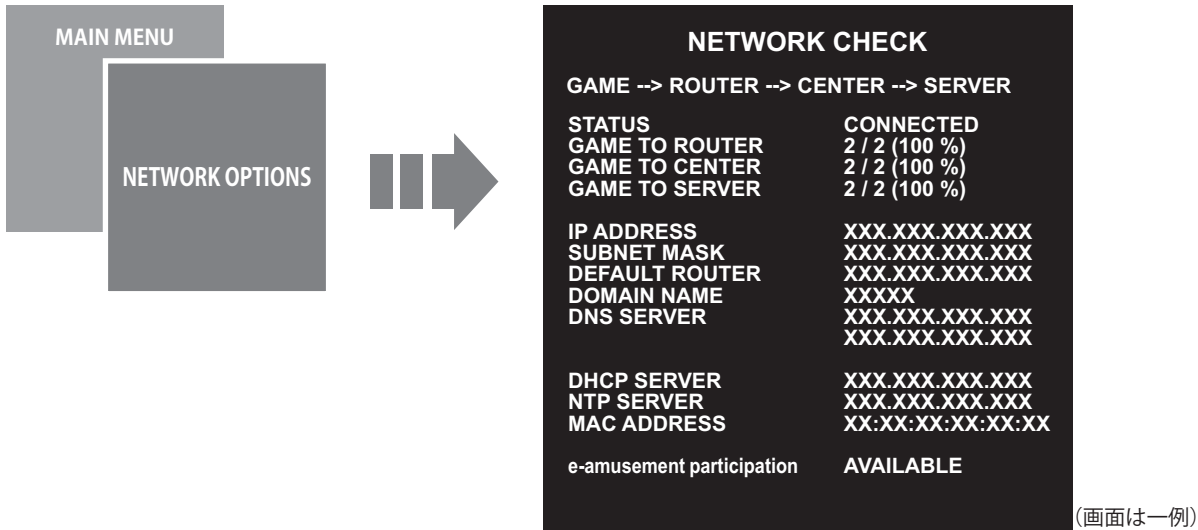 MAIN MENU
NETWORK OPTIONS
NETWORK CHECK
GAME --> ROUTER --> CENTER --> SERVER
STATUS CONNECTED
GAME TO ROUTER 2 / 2 (100 %)
GAME TO CENTER 2 / 2 (100 %)
GAME TO SERVER 2 / 2 (100 %)
IP ADDRESS XXX.XXX.XXX.XXX
SUBNET MASK XXX.XXX.XXX.XXX
DEFAULT ROUTER XXX.XXX.XXX.XXX
DOMAIN NAME XXXXX
DNS SERVER XXX.XXX.XXX.XXX
XXX.XXX.XXX.XXX
DHCP SERVER XXX.XXX.XXX.XXX
NTP SERVER XXX.XXX.XXX.XXX
MAC ADDRESS XX:XX:XX:XX:XX:XX
e-amusement participation AVAILABLE
(画面は一例)